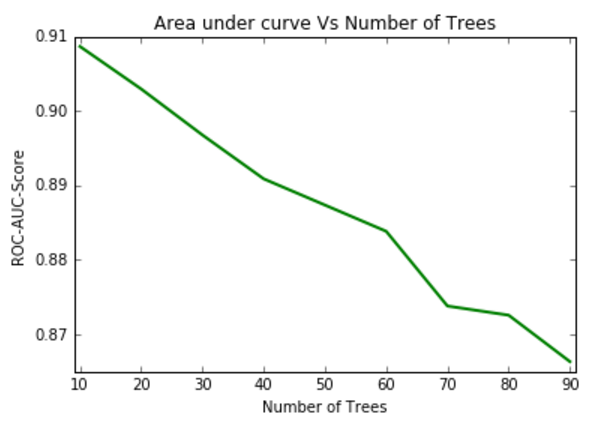 Area under curve Vs Number of Trees
0.91
0.90
0.89
0.88
0.87
ROC-AUC-Score
10 20 30 40 50 60 70 80 90
Number of Trees